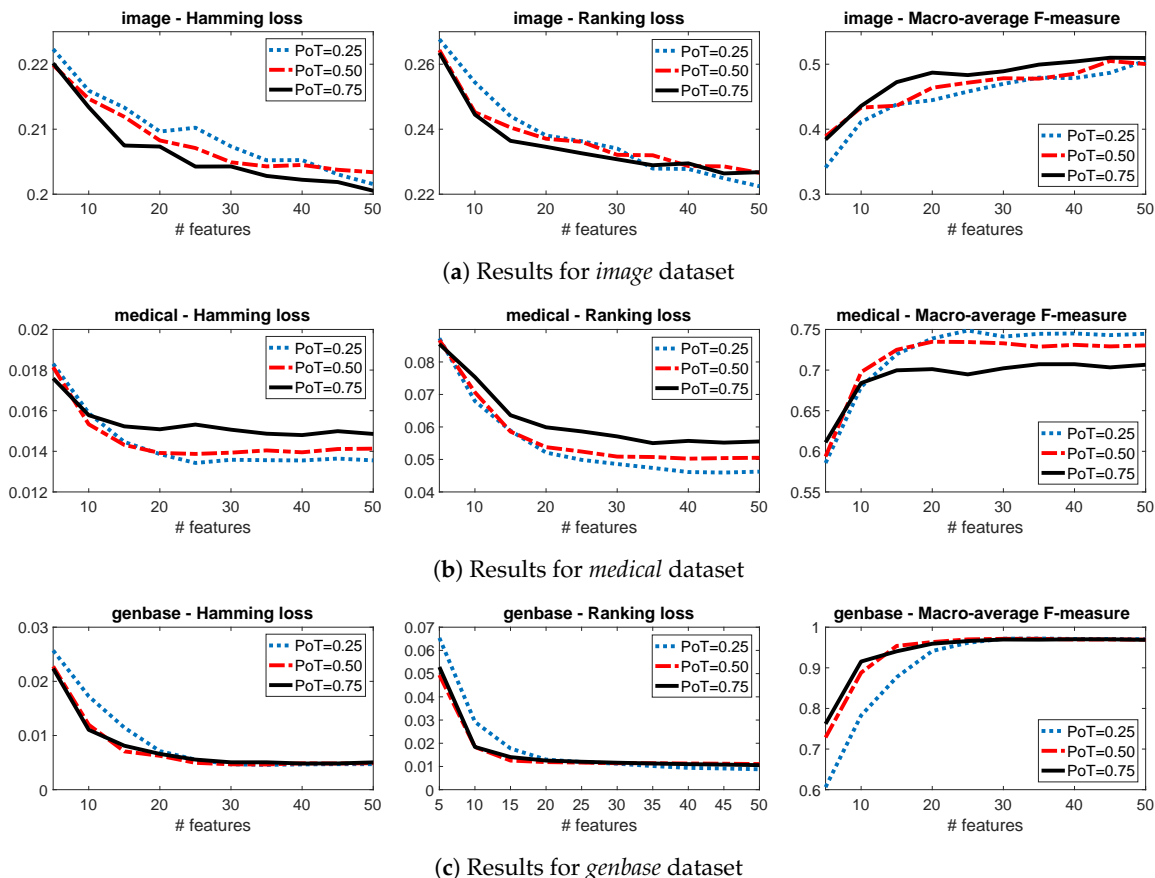 image - Hamming loss
0.22
0.21
0.2
PoT=0.25
PoT=0.50
PoT=0.75
10 20 30 40 50
# features
image - Ranking loss
0.26
0.24
0.22
PoT=0.25
PoT=0.50
PoT=0.75
10 20 30 40 50
# features
image - Macro-average F-measure
0.5
0.4
0.3
PoT=0.25
PoT=0.50
PoT=0.75
10 20 30 40 50
# features
(a) Results for image dataset
medical - Hamming loss
0.02
0.018
0.016
0.014
0.012
PoT=0.25
PoT=0.50
PoT=0.75
10 20 30 40 50
# features
medical - Ranking loss
0.08
0.07
0.06
0.05
0.04
PoT=0.25
PoT=0.50
PoT=0.75
10 20 30 40 50
# features
medical - Macro-average F-measure
0.75
0.7
0.65
0.6
0.55
PoT=0.25
PoT=0.50
PoT=0.75
10 20 30 40 50
# features
(b) Results for medical dataset
genbase - Hamming loss
0.03
0.02
0.01
0
PoT=0.25
PoT=0.50
PoT=0.75
10 20 30 40 50
# features
genbase - Ranking loss
0.07
0.06
0.05
0.04
0.03
0.02
0.01
0
PoT=0.25
PoT=0.50
PoT=0.75
5 10 15 20 25 30 35 40 45 50
# features
genbase - Macro-average F-measure
1
0.9
0.8
0.7
0.6
PoT=0.25
PoT=0.50
PoT=0.75
10 20 30 40 50
# features
(c) Results for genbase dataset